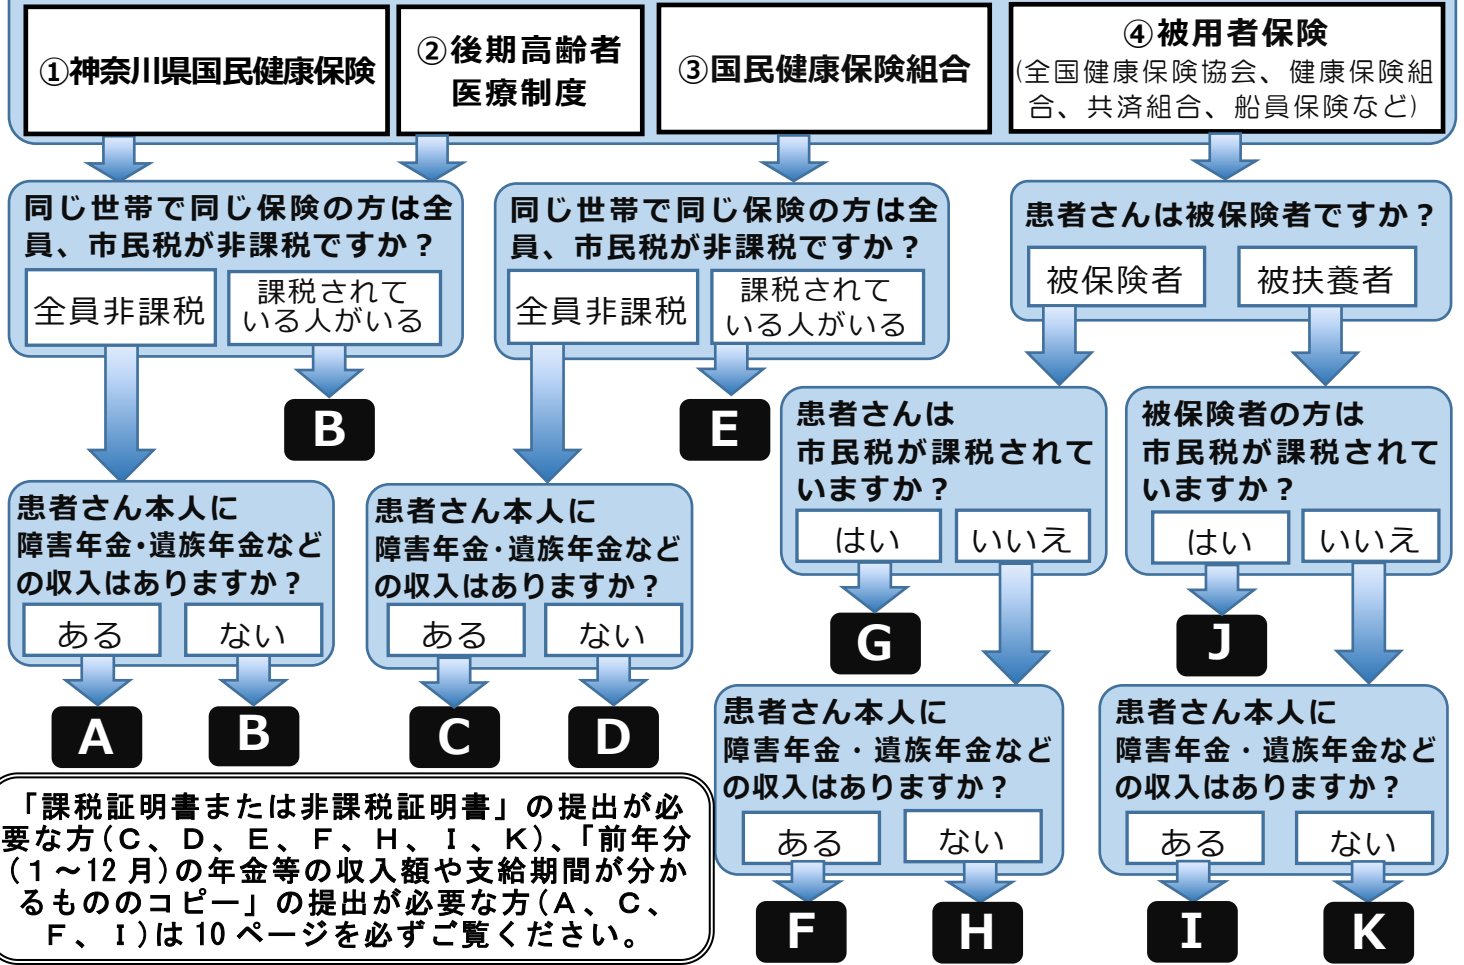 ①神奈川県国民健康保険
②後期高齢者
医療制度
③国民健康保険組合
④被用者保険
(全国健康保険協会、健康保険組
合、共済組合、船員保険など)
同じ世帯で同じ保険の方は全
員、市民税が非課税ですか？
全員非課税
課税されて
いる人がいる
同じ世帯で同じ保険の方は全
員、市民税が非課税ですか？
全員非課税
課税されて
いる人がいる
患者さんは被保険者ですか？
被保険者
被扶養者
B
E
患者さんは
市民税が課税されて
いますか？
はい
いいえ
被保険者の方は
市民税が課税されて
いますか？
はい
いいえ
患者さん本人に
障害年金･遺族年金など
の収入はありますか？
ある
ない
患者さん本人に
障害年金･遺族年金など
の収入はありますか？
ある
ない
G
J
A
B
C
D
患者さん本人に
障害年金・遺族年金など
の収入はありますか？
ある
ない
患者さん本人に
障害年金・遺族年金など
の収入はありますか？
ある
ない
F
H
I
K
「課税証明書または非課税証明書」の提出が必
要な方(Ｃ、Ｄ、Ｅ、Ｆ、Ｈ、Ｉ、Ｋ)、「前年分
(１～12 月)の年金等の収入額や支給期間が分か
るもののコピー」の提出が必要な方(Ａ、Ｃ、
Ｆ、Ｉ)は 10 ページを必ずご覧ください。